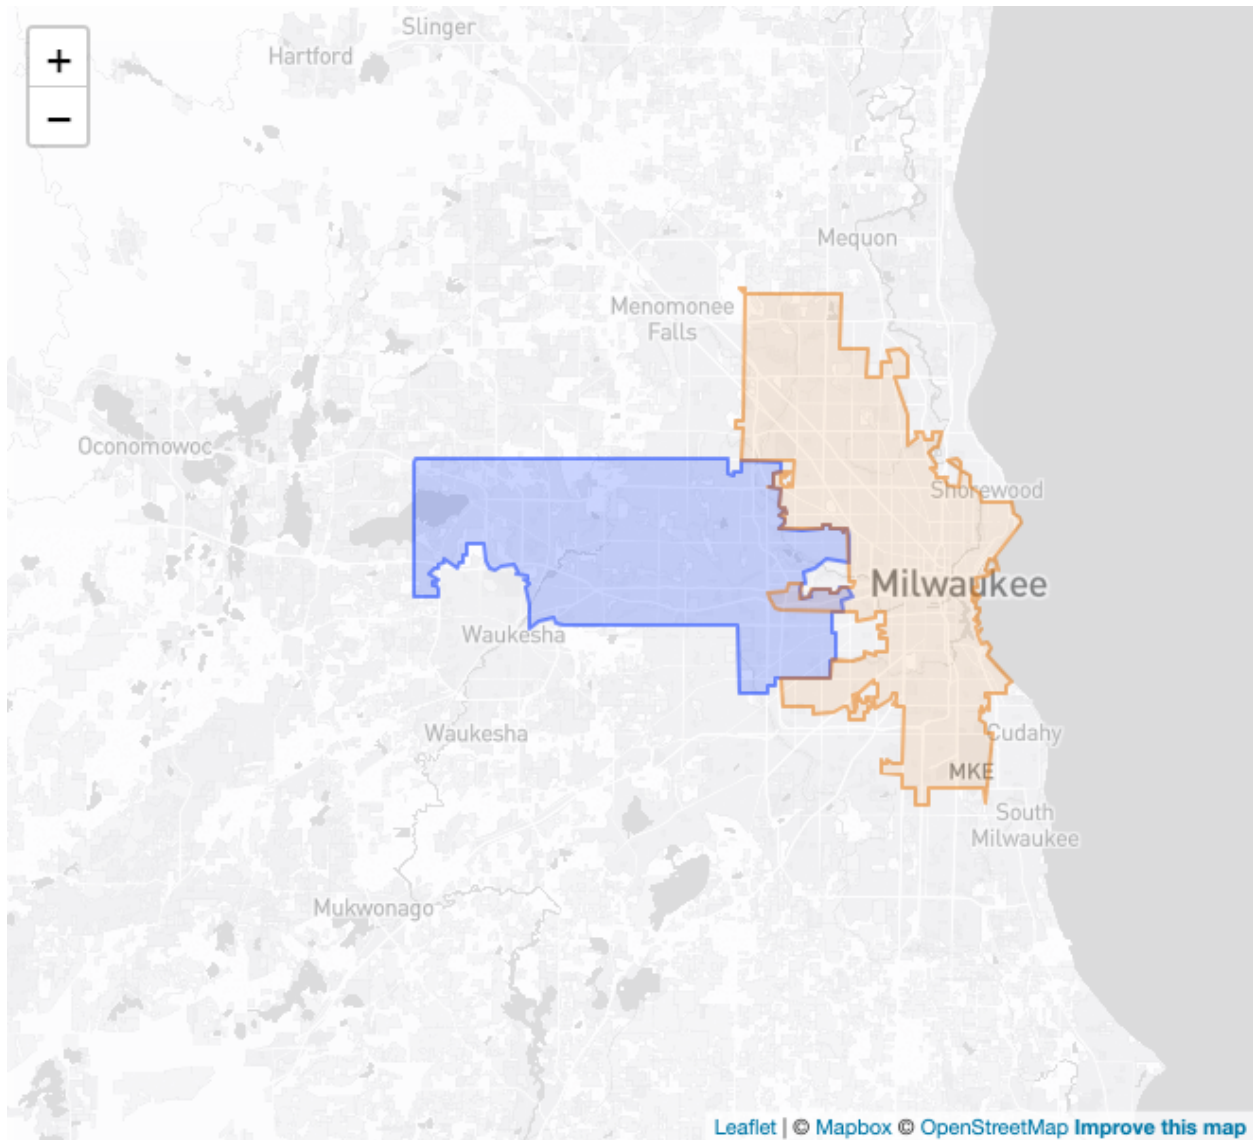 Slinger
Hartford
+
−
Mequon
Menomonee
Falls
Oconomowoc
Shorewood
Milwaukee
Waukesha
Waukesha
Cudahy
MKE
South
Milwaukee
Mukwonago
Leaflet | © Mapbox © OpenStreetMap Improve this map